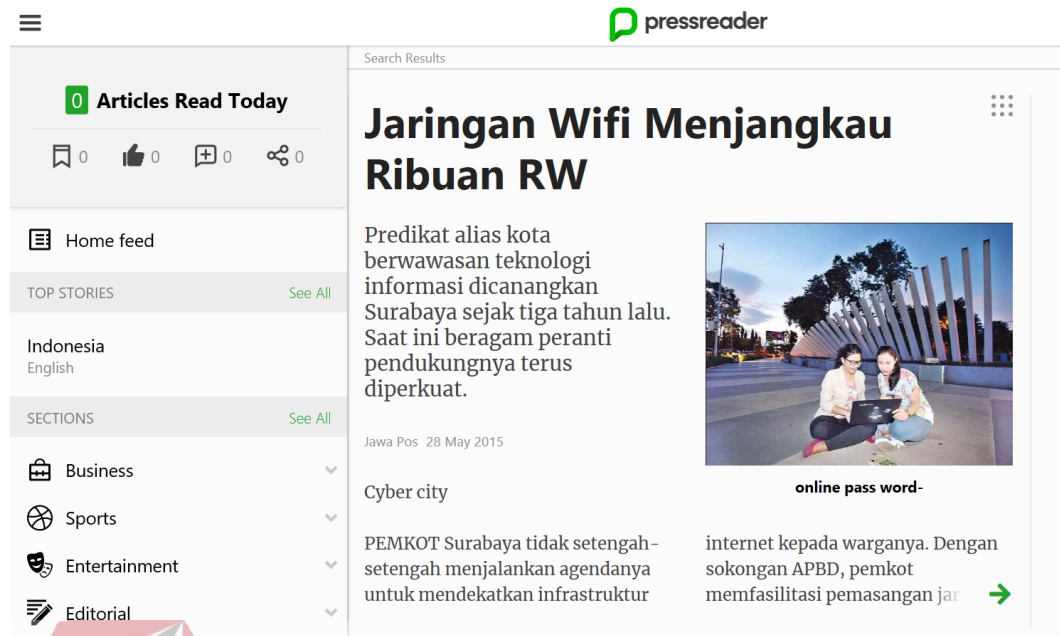 pressreader
0 Articles Read Today
0 0 0 0
Home feed
TOP STORIES See All
Indonesia
English
SECTIONS See All
Business
Sports
Entertainment
Editorial
Search Results
Jaringan Wifi Menjangkau
Ribuan RW
Predikat alias kota
berwawasan teknologi
informasi dicanangkan
Surabaya sejak tiga tahun lalu.
Saat ini beragam peranti
pendukungnya terus
diperkuat.
Jawa Pos 28 May 2015
Cyber city
PEMKOT Surabaya tidak setengah-
setengah menjalankan agendanya
untuk mendekatkan infrastruktur
online pass word-
internet kepada warganya. Dengan
sokongan APBD, pemkot
memfasilitasi pemasangan jar